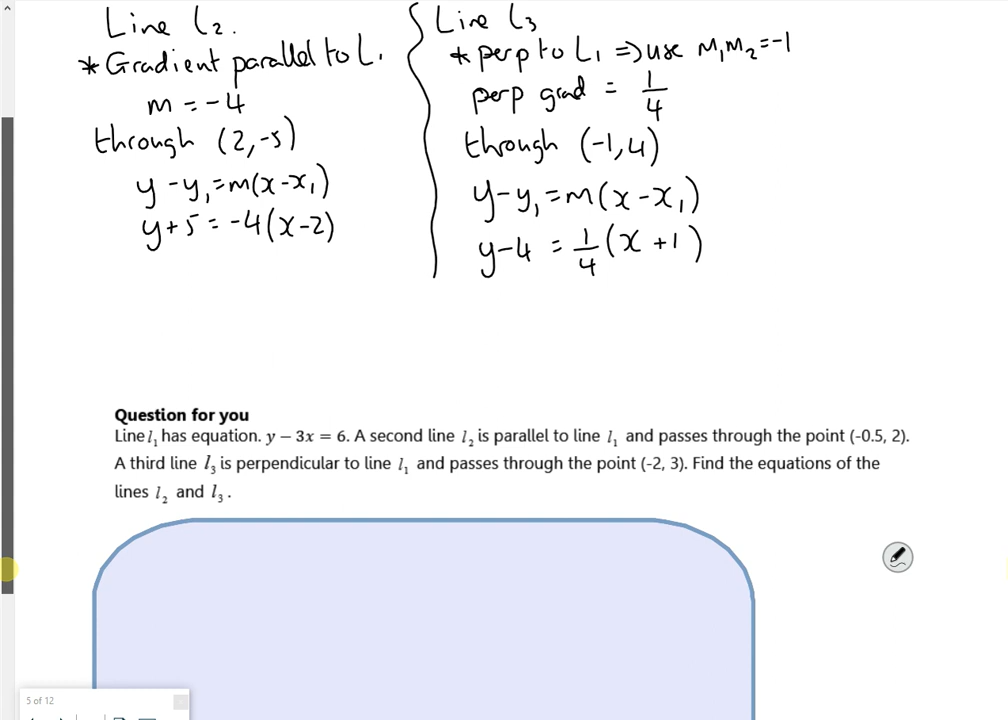 Line l₂.
* Gradient parallel to L₁
m = -4
through (2,-5)
y - y₁ = m(x-x₁)
y + 5 = -4(x-2)
Line l₃
* perp to L₁ ⇒ use M₁M₂ = -1
perp grad = 1/4
through (-1,4)
y - y₁ = m(x-x₁)
y-4 = 1/4(x+1)
Question for you
Line l₁ has equation. y − 3x = 6. A second line l₂ is parallel to line l₁ and passes through the point (-0.5, 2).
A third line l₃ is perpendicular to line l₁ and passes through the point (-2, 3). Find the equations of the
lines l₂ and l₃.
5 of 12